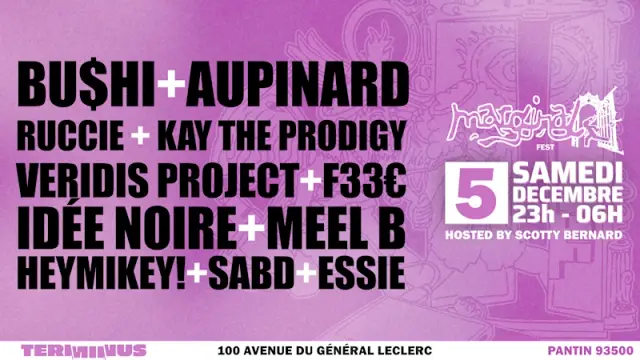 BU$HI+AUPINARD
RUCCIE + KAY THE PRODIGY
VERIDIS PROJECT+F33€
IDÉE NOIRE+MEEL B
HEYMIKEY!+SABD+ESSIE
marginal
FEST
5
SAMEDI
DECEMBRE
23h - 06H
HOSTED BY SCOTTY BERNARD
TERMINUS
100 AVENUE DU GÉNÉRAL LECLERC
PANTIN 93500